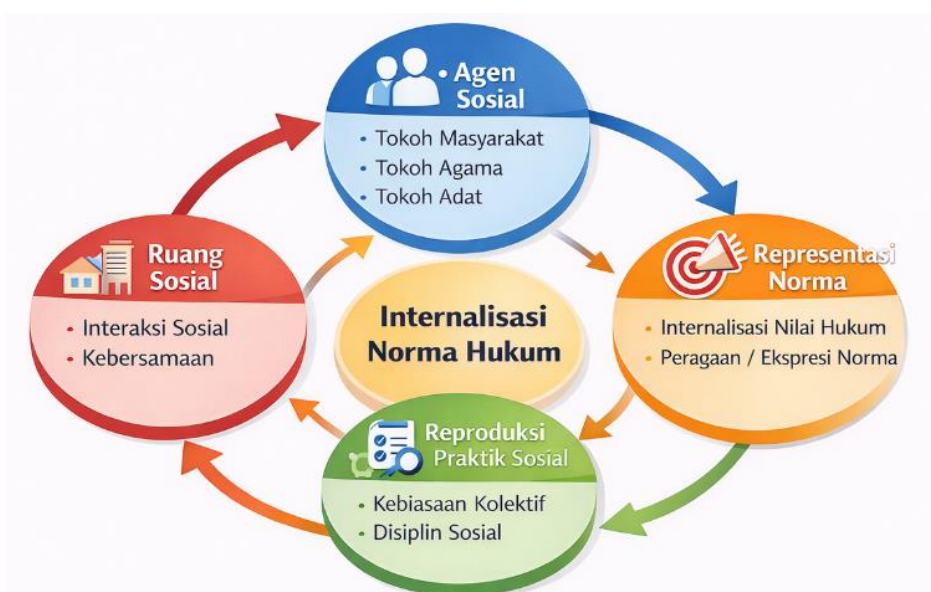 • Agen
Sosial
• Tokoh Masyarakat
• Tokoh Agama
• Tokoh Adat
Ruang
Sosial
• Interaksi Sosial
• Kebersamaan
Internalisasi
Norma Hukum
Representasi
Norma
• Internalisasi Nilai Hukum
• Peragaan / Ekspresi Norma
Reproduksi
Praktik Sosial
• Kebiasaan Kolektif
• Disiplin Sosial